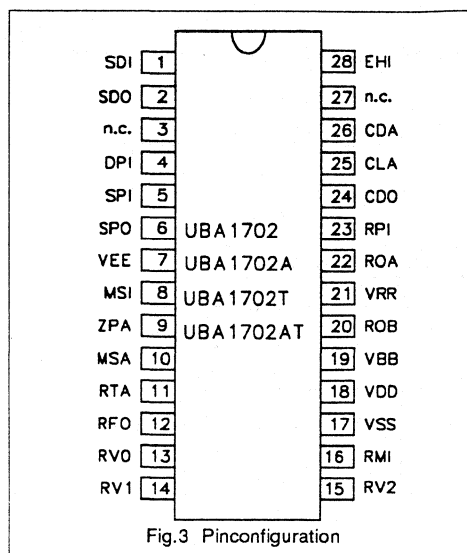 SDI 1 28 EHI
SDO 2 27 n.c.
n.c. 3 26 CDA
DPI 4 25 CLA
SPI 5 24 CDO
SPO 6 UBA1702 23 RPI
VEE 7 UBA1702A 22 ROA
MSI 8 UBA1702T 21 VRR
ZPA 9 UBA1702AT 20 ROB
MSA 10 19 VBB
RTA 11 18 VDD
RFO 12 17 VSS
RV0 13 16 RMI
RV1 14 15 RV2
Fig.3 Pinconfiguration